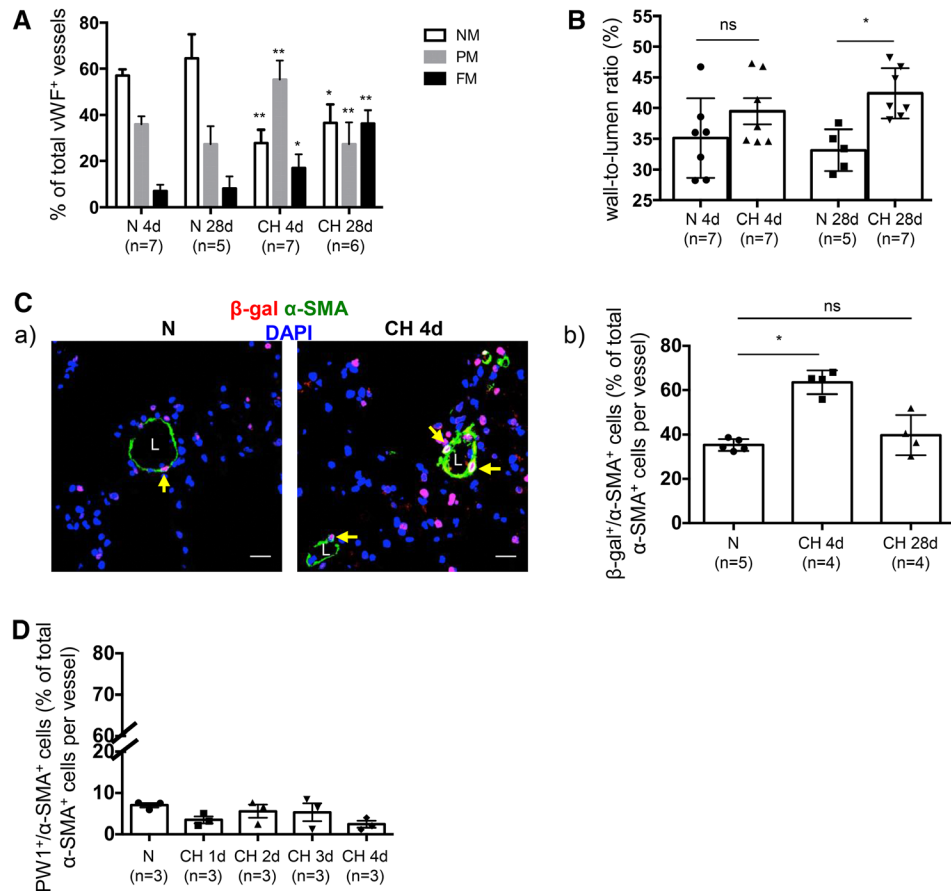 A
% of total vWF⁺ vessels
80
60
40
20
0
** ** * * ** **
NM
PM
FM
N 4d
(n=7)
N 28d
(n=5)
CH 4d
(n=7)
CH 28d
(n=6)
B
wall-to-lumen ratio (%)
55
50
45
40
35
30
25
ns
*
N 4d
(n=7)
CH 4d
(n=7)
N 28d
(n=5)
CH 28d
(n=7)
C
β-gal α-SMA
DAPI
a)
N
CH 4d
L
L
L
b)
β-gal⁺/α-SMA⁺ cells (% of total
α-SMA⁺ cells per vessel)
80
60
40
20
0
ns
*
N
(n=5)
CH 4d
(n=4)
CH 28d
(n=4)
D
PW1⁺/α-SMA⁺ cells (% of total
α-SMA⁺ cells per vessel)
80
70
60
20
10
0
N
(n=3)
CH 1d
(n=3)
CH 2d
(n=3)
CH 3d
(n=3)
CH 4d
(n=3)